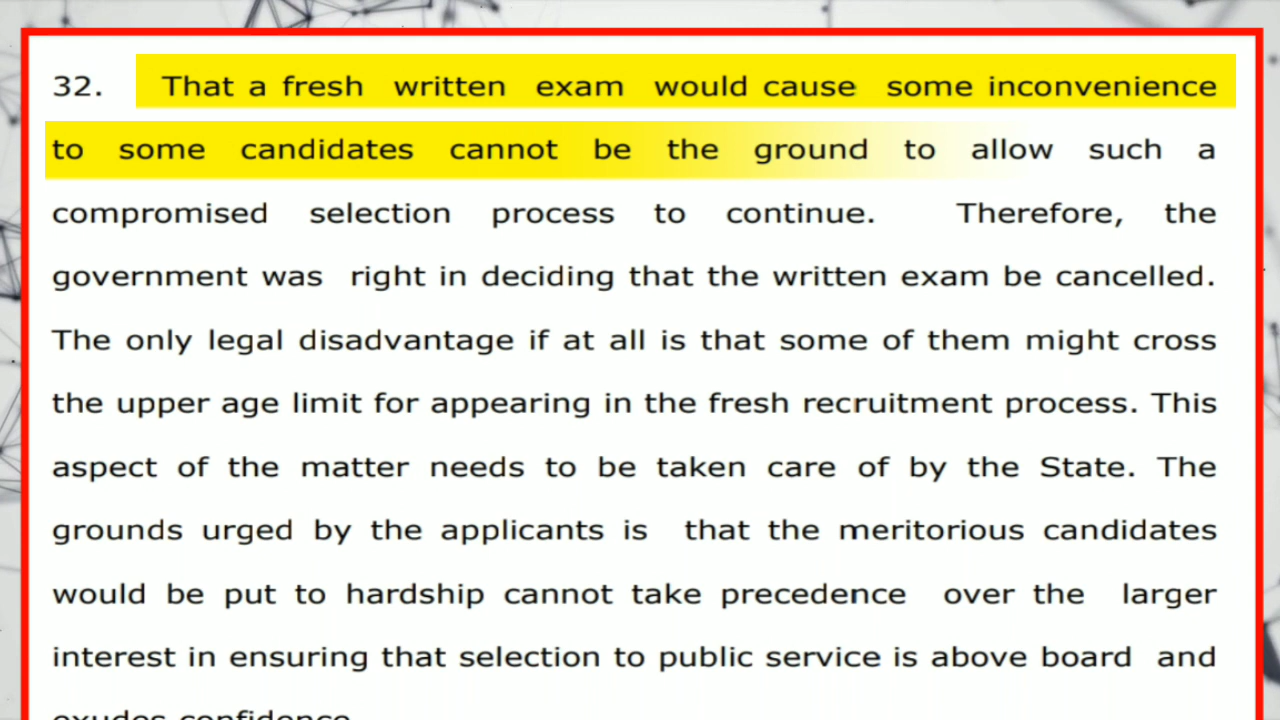 32. That a fresh written exam would cause some inconvenience
to some candidates cannot be the ground to allow such a
compromised selection process to continue. Therefore, the
government was right in deciding that the written exam be cancelled.
The only legal disadvantage if at all is that some of them might cross
the upper age limit for appearing in the fresh recruitment process. This
aspect of the matter needs to be taken care of by the State. The
grounds urged by the applicants is that the meritorious candidates
would be put to hardship cannot take precedence over the larger
interest in ensuring that selection to public service is above board and
exudes confidence